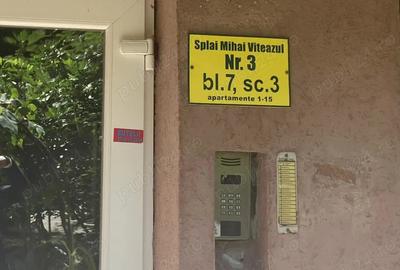 Splai Mihai Viteazul
Nr. 3
bl.7, sc.3
apartamente 1-15